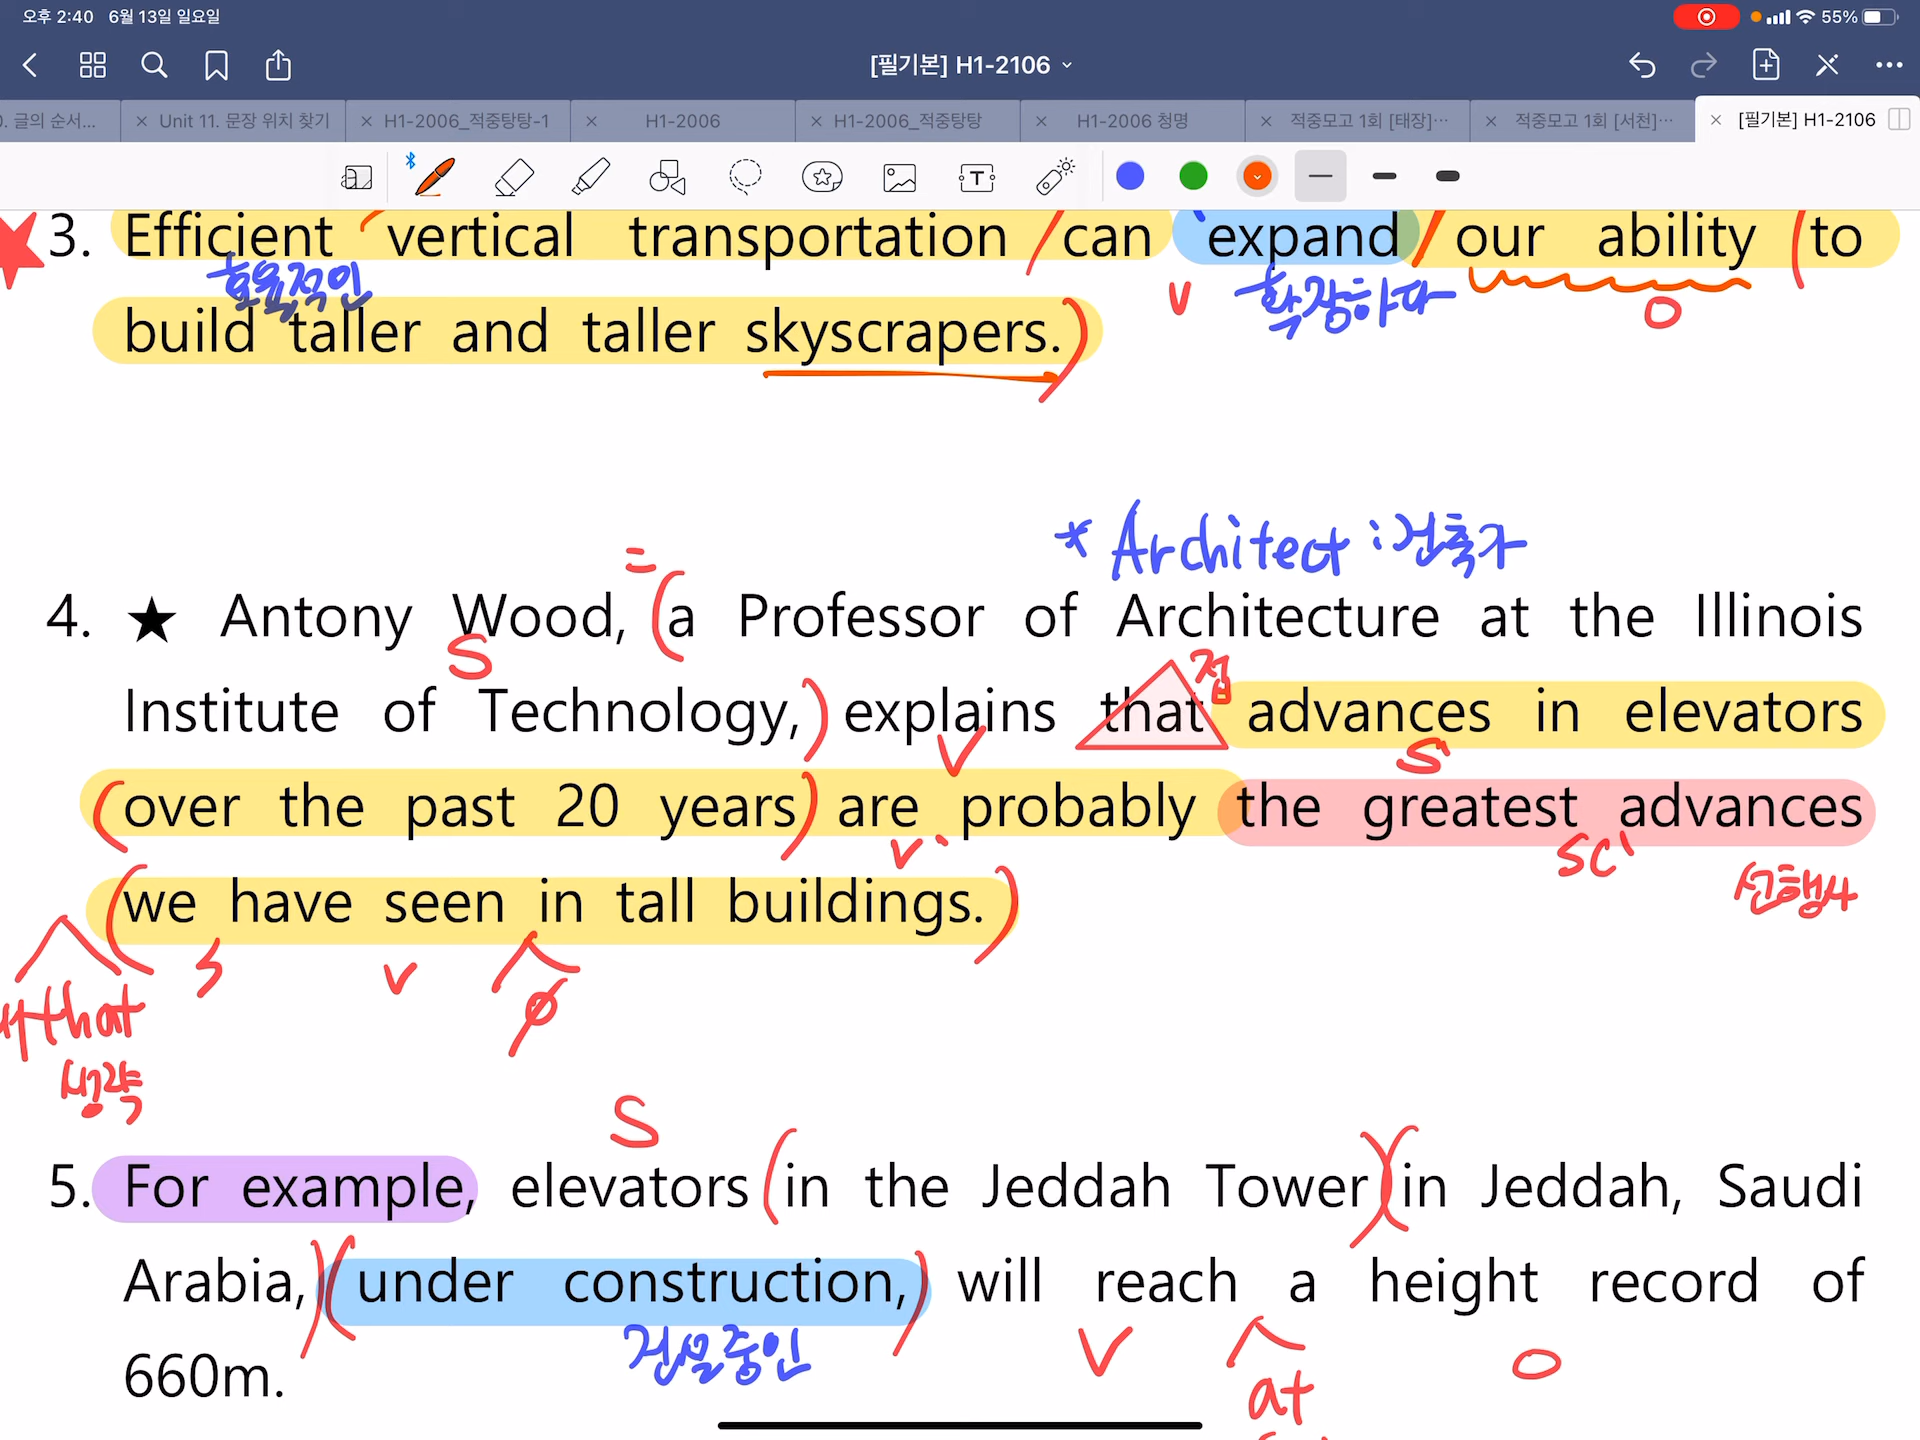 오후 2:40 6월 13일 일요일
55%
[필기본] H1-2106
0. 글의 순서...
× Unit 11. 문장 위치 찾기
× H1-2006_적중탕탕-1
× H1-2006
× H1-2006_적중탕탕
× H1-2006 청명
× 적중모고 1회 [태장]...
× 적중모고 1회 [서천]...
× [필기본] H1-2106
3. Efficient vertical transportation can expand our ability (to
효율적인
V
확장하다
O
build taller and taller skyscrapers.)
* Architect : 건축가
=
4. ★ Antony Wood, (a Professor of Architecture at the Illinois
S
접
Institute of Technology,) explains that advances in elevators
V
S'
(over the past 20 years) are probably the greatest advances
V'
SC'
선행사
(we have seen in tall buildings.)
S
V
that
생략
S
5. For example, elevators (in the Jeddah Tower)(in Jeddah, Saudi
Arabia,)(under construction,) will reach a height record of
건설중인
V
at
O
660m.